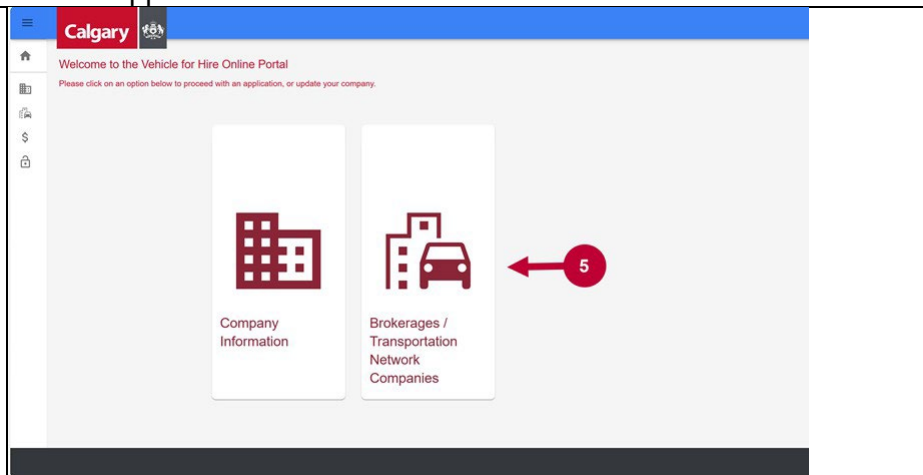 Calgary
Welcome to the Vehicle for Hire Online Portal
Please click on an option below to proceed with an application, or update your company.
$
5
Company
Information
Brokerages /
Transportation
Network
Companies